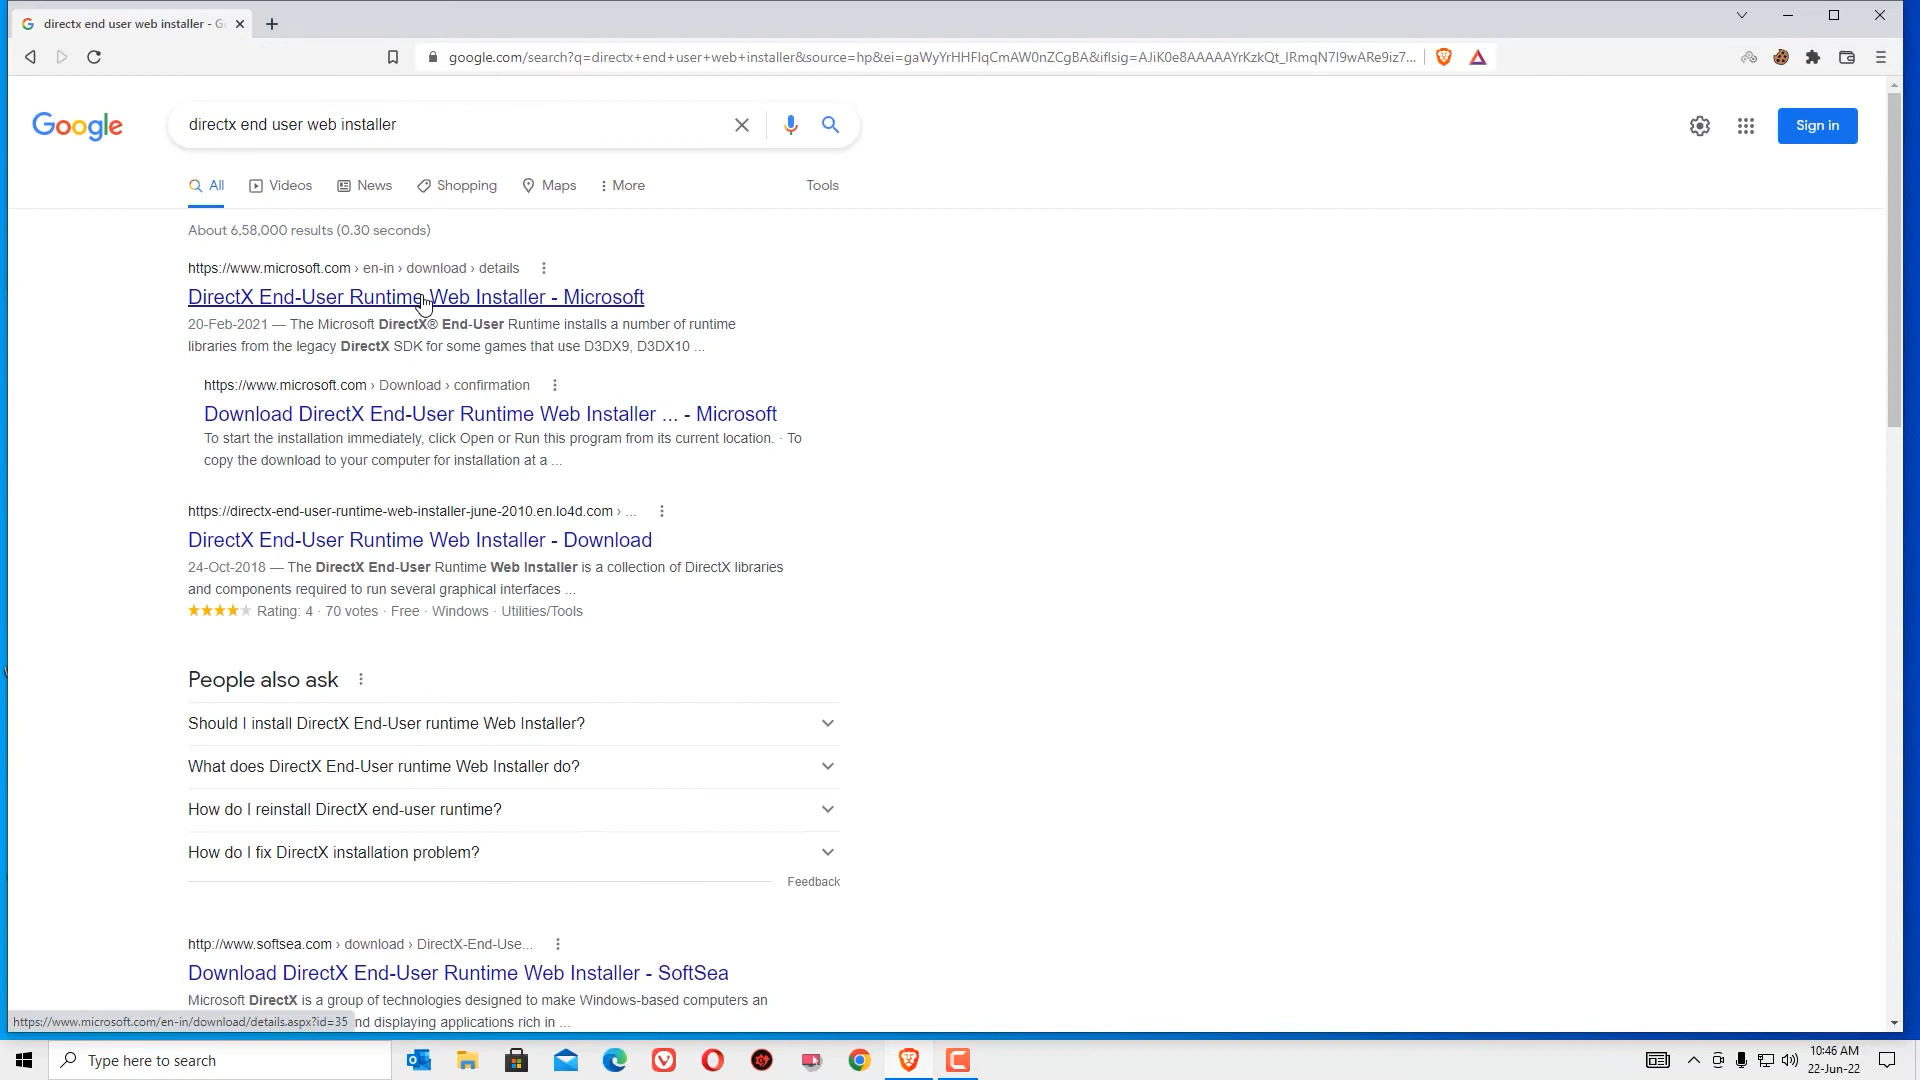 directx end user web installer - G
google.com/search?q=directx+end+user+web+installer&source=hp&ei=gaWyYrHHFIqCmAW0nZCgBA&iflsig=AJiK0e8AAAAAYrKzkQt_IRmqN7I9wARe9iz7...
Google
directx end user web installer
Sign in
All Videos News Shopping Maps More Tools
About 6,58,000 results (0.30 seconds)
https://www.microsoft.com › en-in › download › details
DirectX End-User Runtime Web Installer - Microsoft
20-Feb-2021 — The Microsoft DirectX® End-User Runtime installs a number of runtime
libraries from the legacy DirectX SDK for some games that use D3DX9, D3DX10 ...
https://www.microsoft.com › Download › confirmation
Download DirectX End-User Runtime Web Installer ... - Microsoft
To start the installation immediately, click Open or Run this program from its current location. · To
copy the download to your computer for installation at a ...
https://directx-end-user-runtime-web-installer-june-2010.en.lo4d.com › ...
DirectX End-User Runtime Web Installer - Download
24-Oct-2018 — The DirectX End-User Runtime Web Installer is a collection of DirectX libraries
and components required to run several graphical interfaces ...
Rating: 4 · 70 votes · Free · Windows · Utilities/Tools
People also ask
Should I install DirectX End-User runtime Web Installer?
What does DirectX End-User runtime Web Installer do?
How do I reinstall DirectX end-user runtime?
How do I fix DirectX installation problem?
Feedback
http://www.softsea.com › download › DirectX-End-Use...
Download DirectX End-User Runtime Web Installer - SoftSea
Microsoft DirectX is a group of technologies designed to make Windows-based computers an
https://www.microsoft.com/en-in/download/details.aspx?id=35 nd displaying applications rich in ...
Type here to search
10:46 AM
22-Jun-22